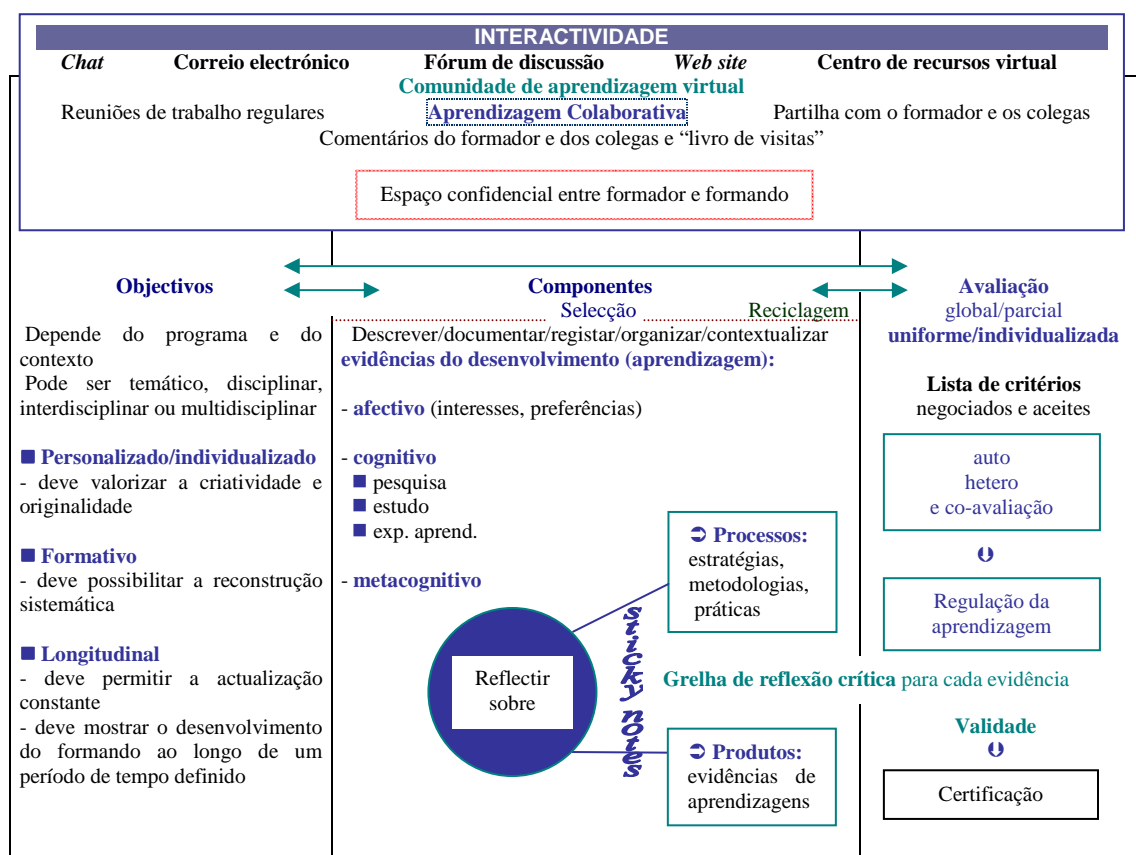 INTERACTIVIDADE
Chat Correio electrónico Fórum de discussão Web site Centro de recursos virtual
Comunidade de aprendizagem virtual
Reuniões de trabalho regulares Aprendizagem Colaborativa Partilha com o formador e os colegas
Comentários do formador e dos colegas e “livro de visitas”
Espaço confidencial entre formador e formando
Objectivos
Depende do programa e do
contexto
Pode ser temático, disciplinar,
interdisciplinar ou multidisciplinar
Personalizado/individualizado
- deve valorizar a criatividade e
originalidade
Formativo
- deve possibilitar a reconstrução
sistemática
Longitudinal
- deve permitir a actualização
constante
- deve mostrar o desenvolvimento
do formando ao longo de um
período de tempo definido
Componentes
Selecção
Reciclagem
Descrever/documentar/registar/organizar/contextualizar
evidências do desenvolvimento (aprendizagem):
- afectivo (interesses, preferências)
- cognitivo
pesquisa
estudo
exp. aprend.
- metacognitivo
Reflectir
sobre
sticky notes
Processos:
estratégias,
metodologias,
práticas
Grelha de reflexão crítica para cada evidência
Produtos:
evidências de
aprendizagens
Avaliação
global/parcial
uniforme/individualizada
Lista de critérios
negociados e aceites
auto
hetero
e co-avaliação
Regulação da
aprendizagem
Validade
Certificação